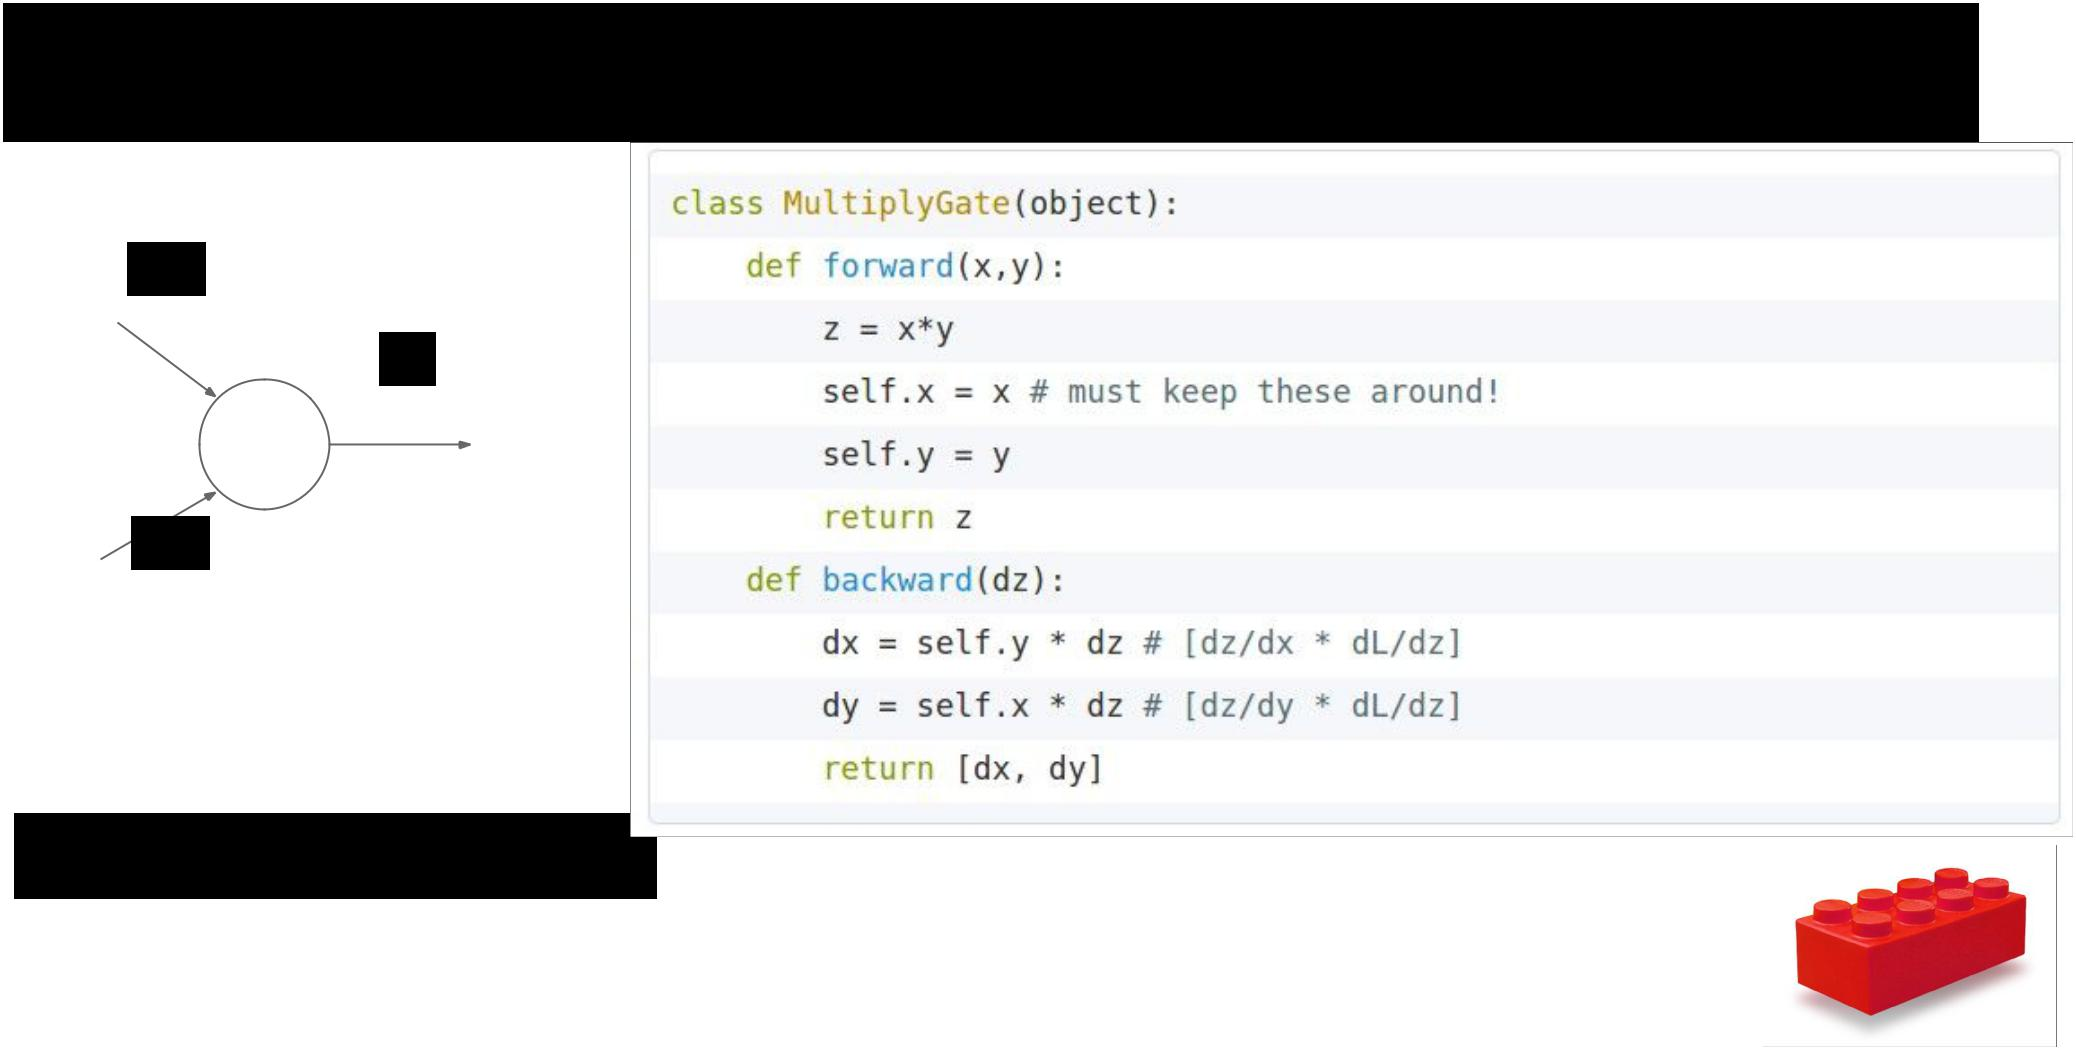 class MultiplyGate(object):
def forward(x,y):
z = x*y
self.x = x # must keep these around!
self.y = y
return z
def backward(dz):
dx = self.y * dz # [dz/dx * dL/dz]
dy = self.x * dz # [dz/dy * dL/dz]
return [dx, dy]